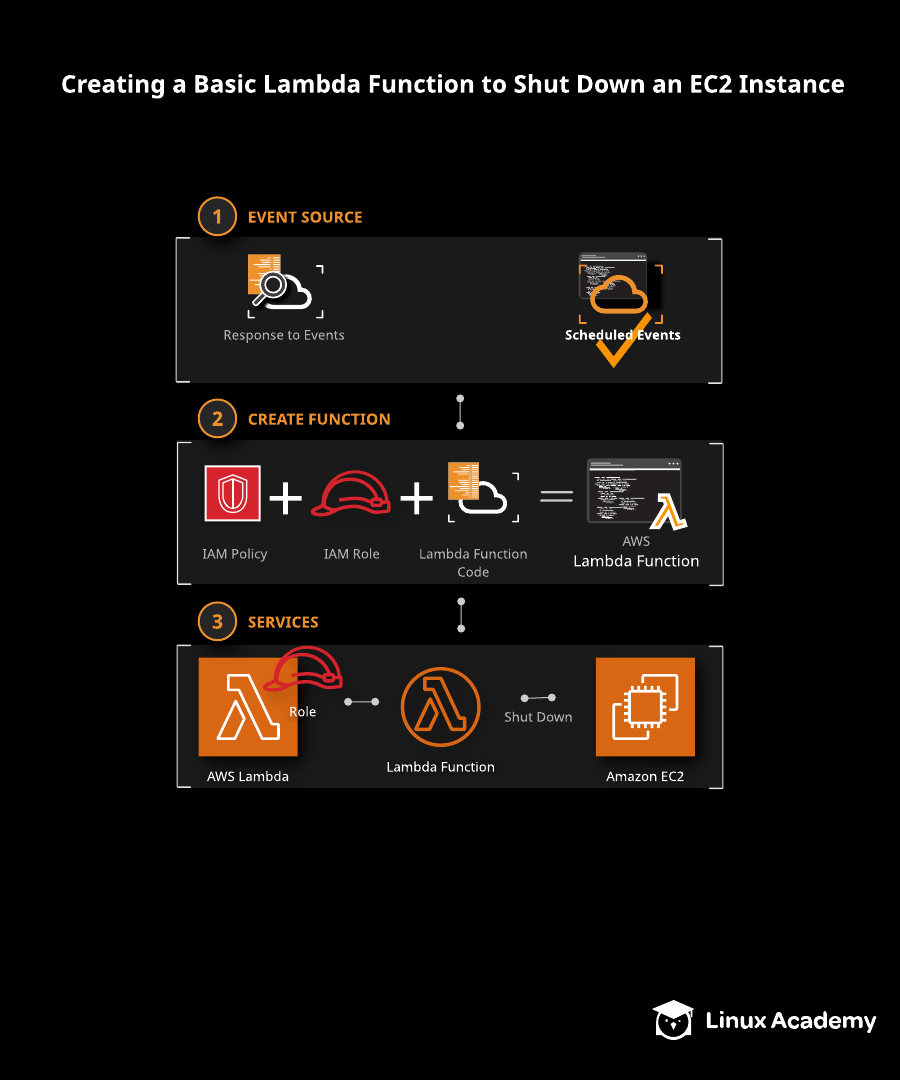 Creating a Basic Lambda Function to Shut Down an EC2 Instance
1 EVENT SOURCE
Response to Events
Scheduled Events
2 CREATE FUNCTION
IAM Policy
IAM Role
Lambda Function
Code
AWS
Lambda Function
3 SERVICES
Role
AWS Lambda
Lambda Function
Shut Down
Amazon EC2
Linux Academy